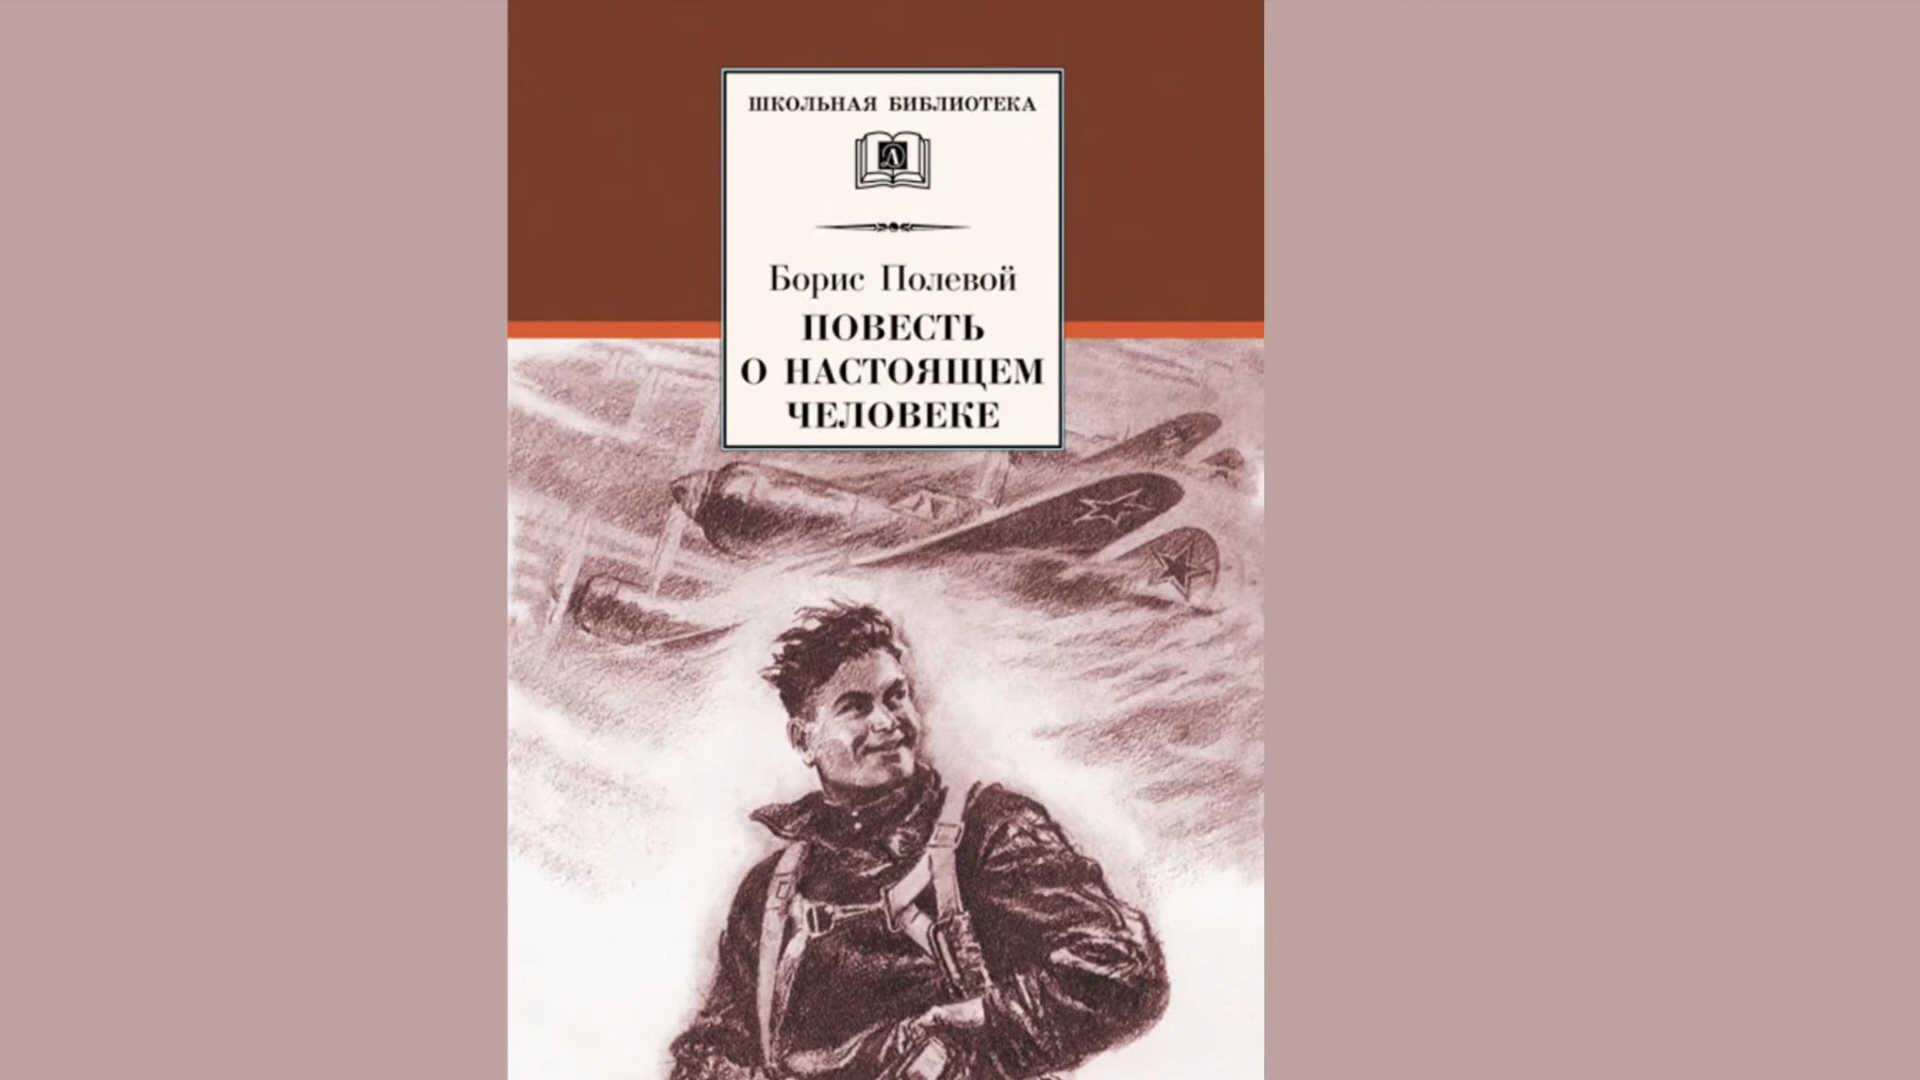 ШКОЛЬНАЯ БИБЛИОТЕКА
Борис Полевой
ПОВЕСТЬ
О НАСТОЯЩЕМ
ЧЕЛОВЕКЕ